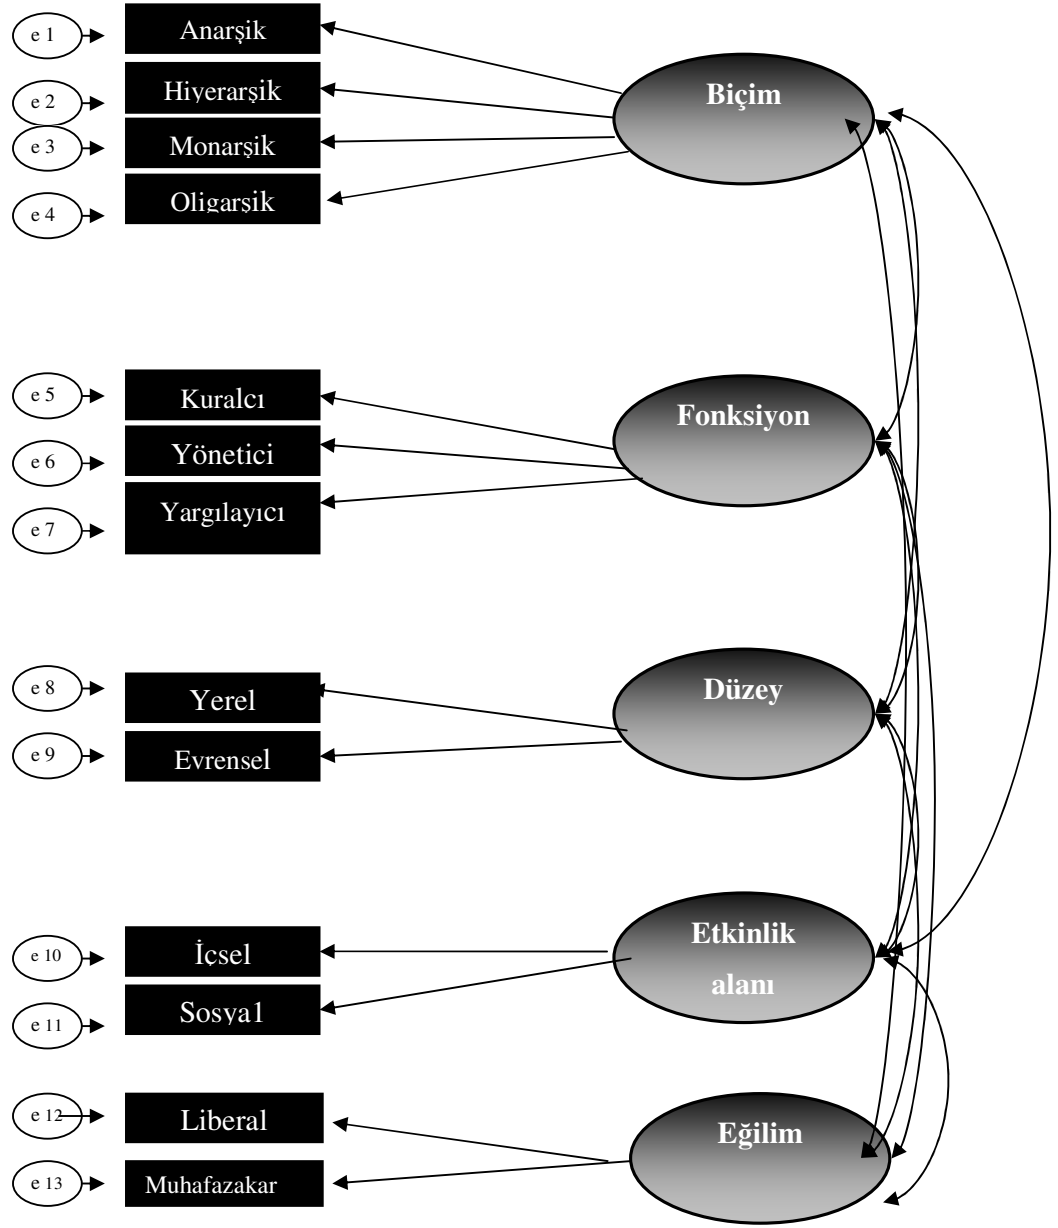 e 1
Anarşik
e 2
Hiyerarşik
e 3
Monarşik
e 4
Oligarşik
Biçim
e 5
Kuralcı
e 6
Yönetici
e 7
Yargılayıcı
Fonksiyon
e 8
Yerel
e 9
Evrensel
Düzey
e 10
İçsel
e 11
Sosya1
Etkinlik
alanı
e 12
Liberal
e 13
Muhafazakar
Eğilim